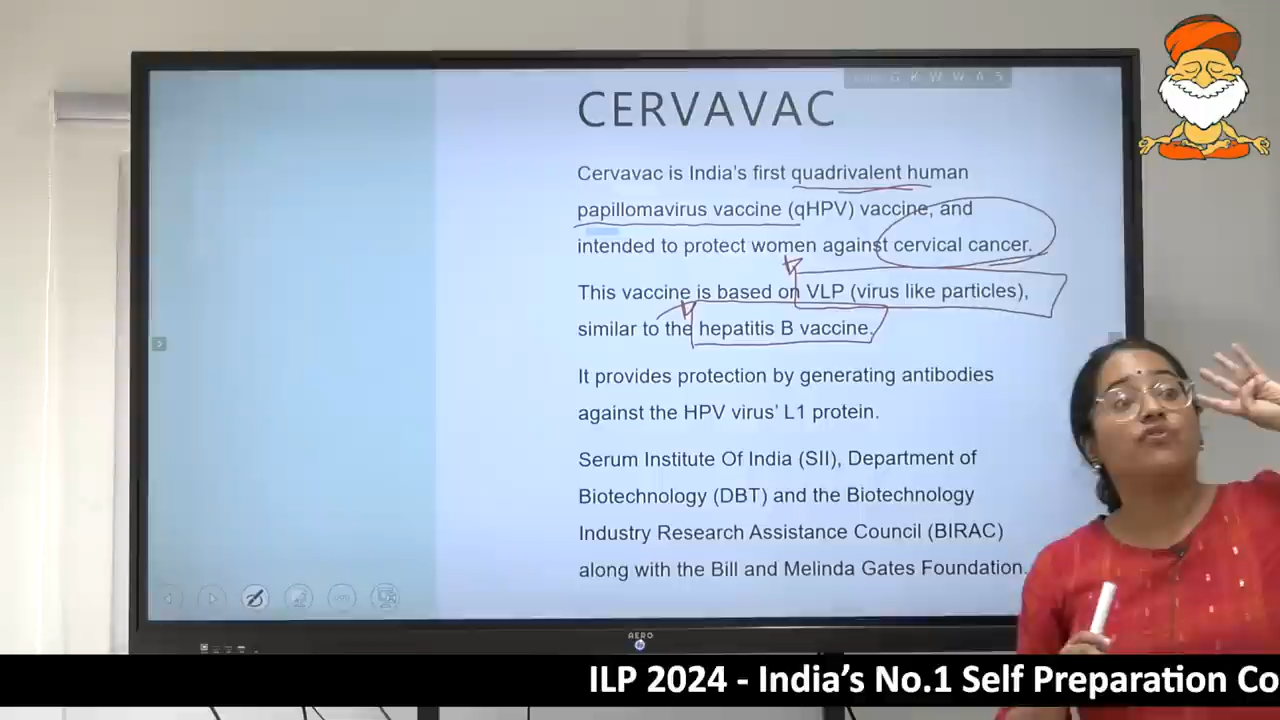 G K W W A 5
CERVAVAC
Cervavac is India's first quadrivalent human
papillomavirus vaccine (qHPV) vaccine, and
intended to protect women against cervical cancer.
This vaccine is based on VLP (virus like particles),
similar to the hepatitis B vaccine.
It provides protection by generating antibodies
against the HPV virus' L1 protein.
Serum Institute Of India (SII), Department of
Biotechnology (DBT) and the Biotechnology
Industry Research Assistance Council (BIRAC)
along with the Bill and Melinda Gates Foundation.
AERO
ILP 2024 - India's No.1 Self Preparation Co